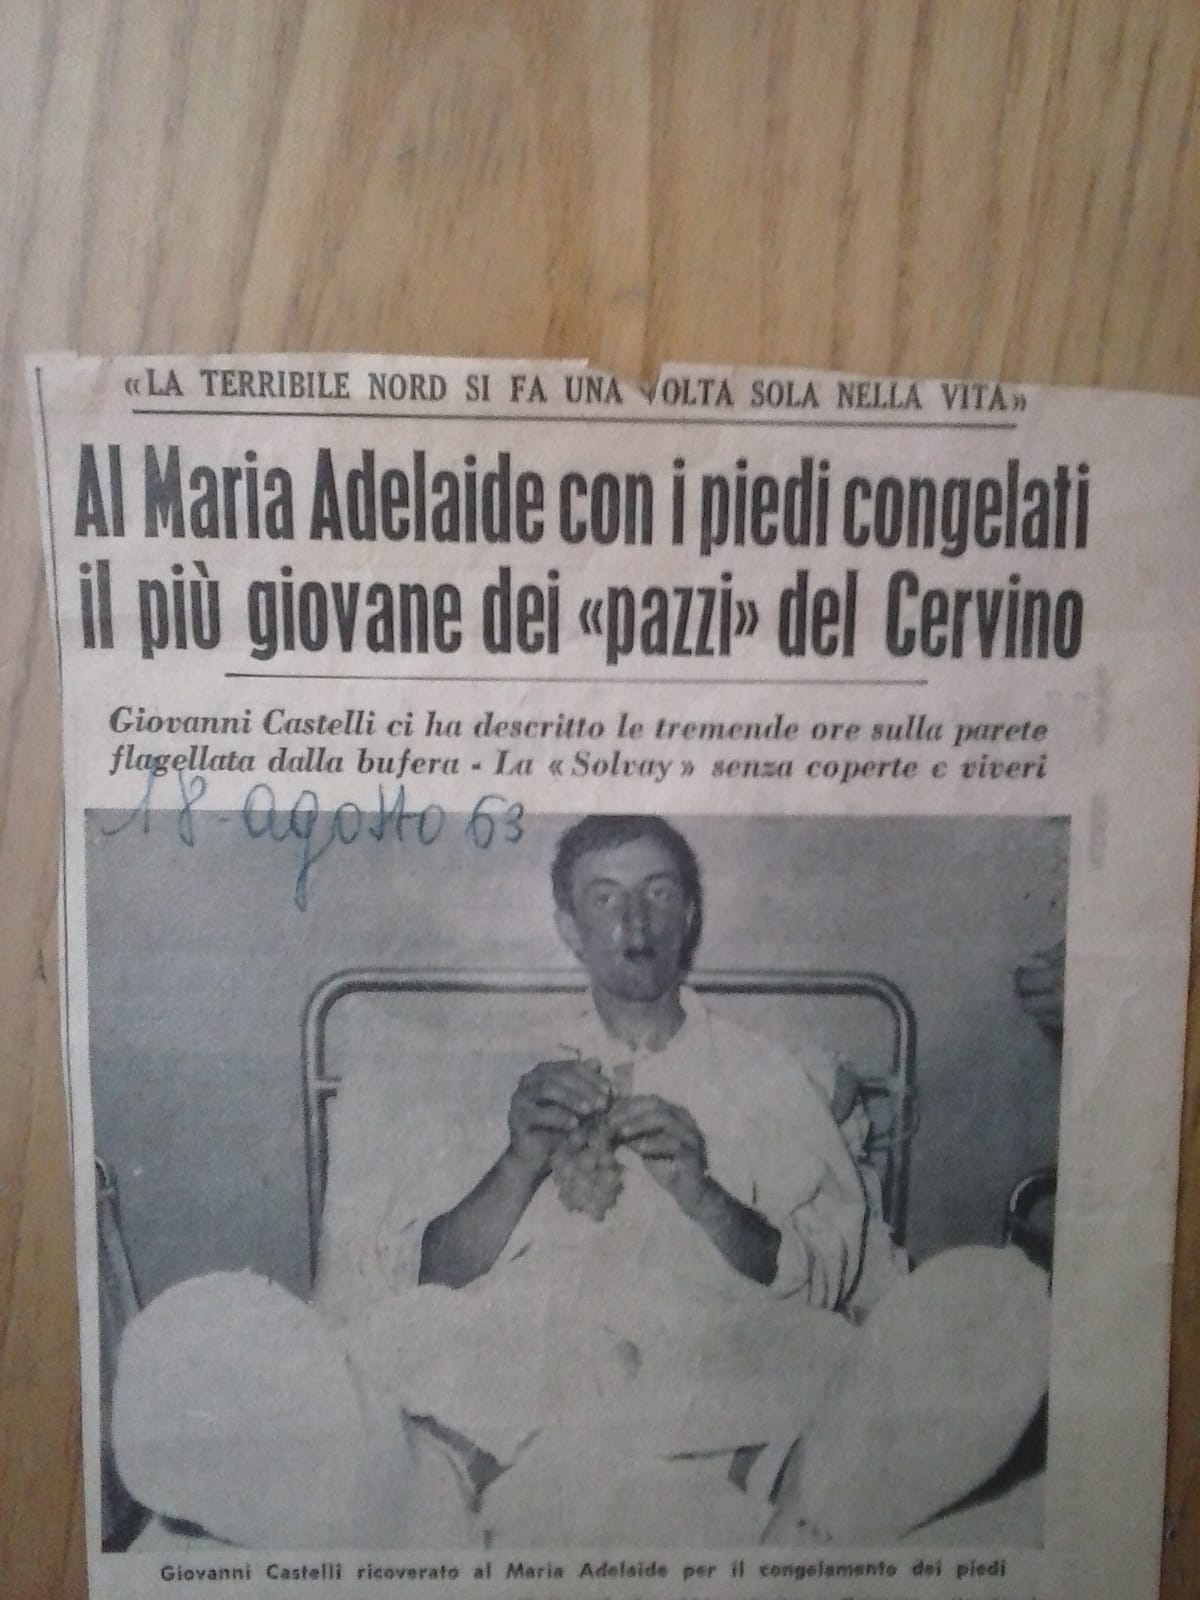 «LA TERRIBILE NORD SI FA UNA VOLTA SOLA NELLA VITA»
Al Maria Adelaide con i piedi congelati
il più giovane dei «pazzi» del Cervino
Giovanni Castelli ci ha descritto le tremende ore sulla parete
flagellata dalla bufera - La «Solvay» senza coperte e viveri
18 - agosto 63
Giovanni Castelli ricoverato al Maria Adelaide per il congelamento dei piedi